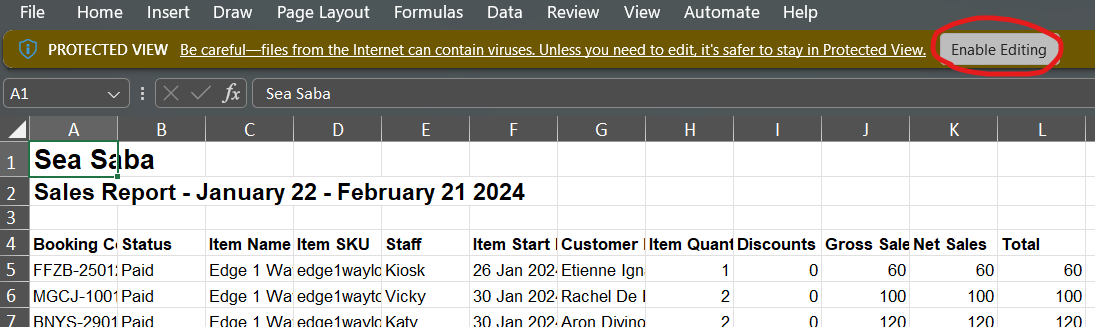 File Home Insert Draw Page Layout Formulas Data Review View Automate Help
PROTECTED VIEW Be careful—files from the Internet can contain viruses. Unless you need to edit, it's safer to stay in Protected View. Enable Editing
A1 fx Sea Saba
A B C D E F G H I J K L
1 Sea Saba
2 Sales Report - January 22 - February 21 2024
3
4 Booking Co Status Item Name Item SKU Staff Item Start Customer Item Quant Discounts Gross Sale Net Sales Total
5 FFZB-2501 Paid Edge 1 Wa edge1waylo Kiosk 26 Jan 202 Etienne Ign 1 0 60 60 60
6 MGCJ-1001 Paid Edge 1 Wa edge1wayto Vicky 30 Jan 202 Rachel De 2 0 100 100 100
7 BNYS-2901 Paid Edge 1 Wa edge1wayto Katy 30 Jan 202 Aron Divino 2 0 120 120 120